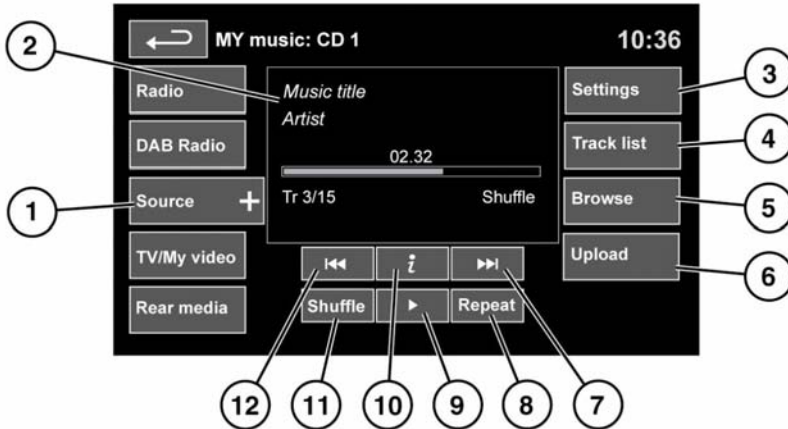 MY music: CD 1
10:36
2
Radio
Music title
Settings
3
Artist
DAB Radio
02.32
Track list
4
1
Source +
Tr 3/15
Shuffle
Browse
5
TV/My video
i
Upload
6
Rear media
Shuffle
Repeat
12
11
10
9
8
7